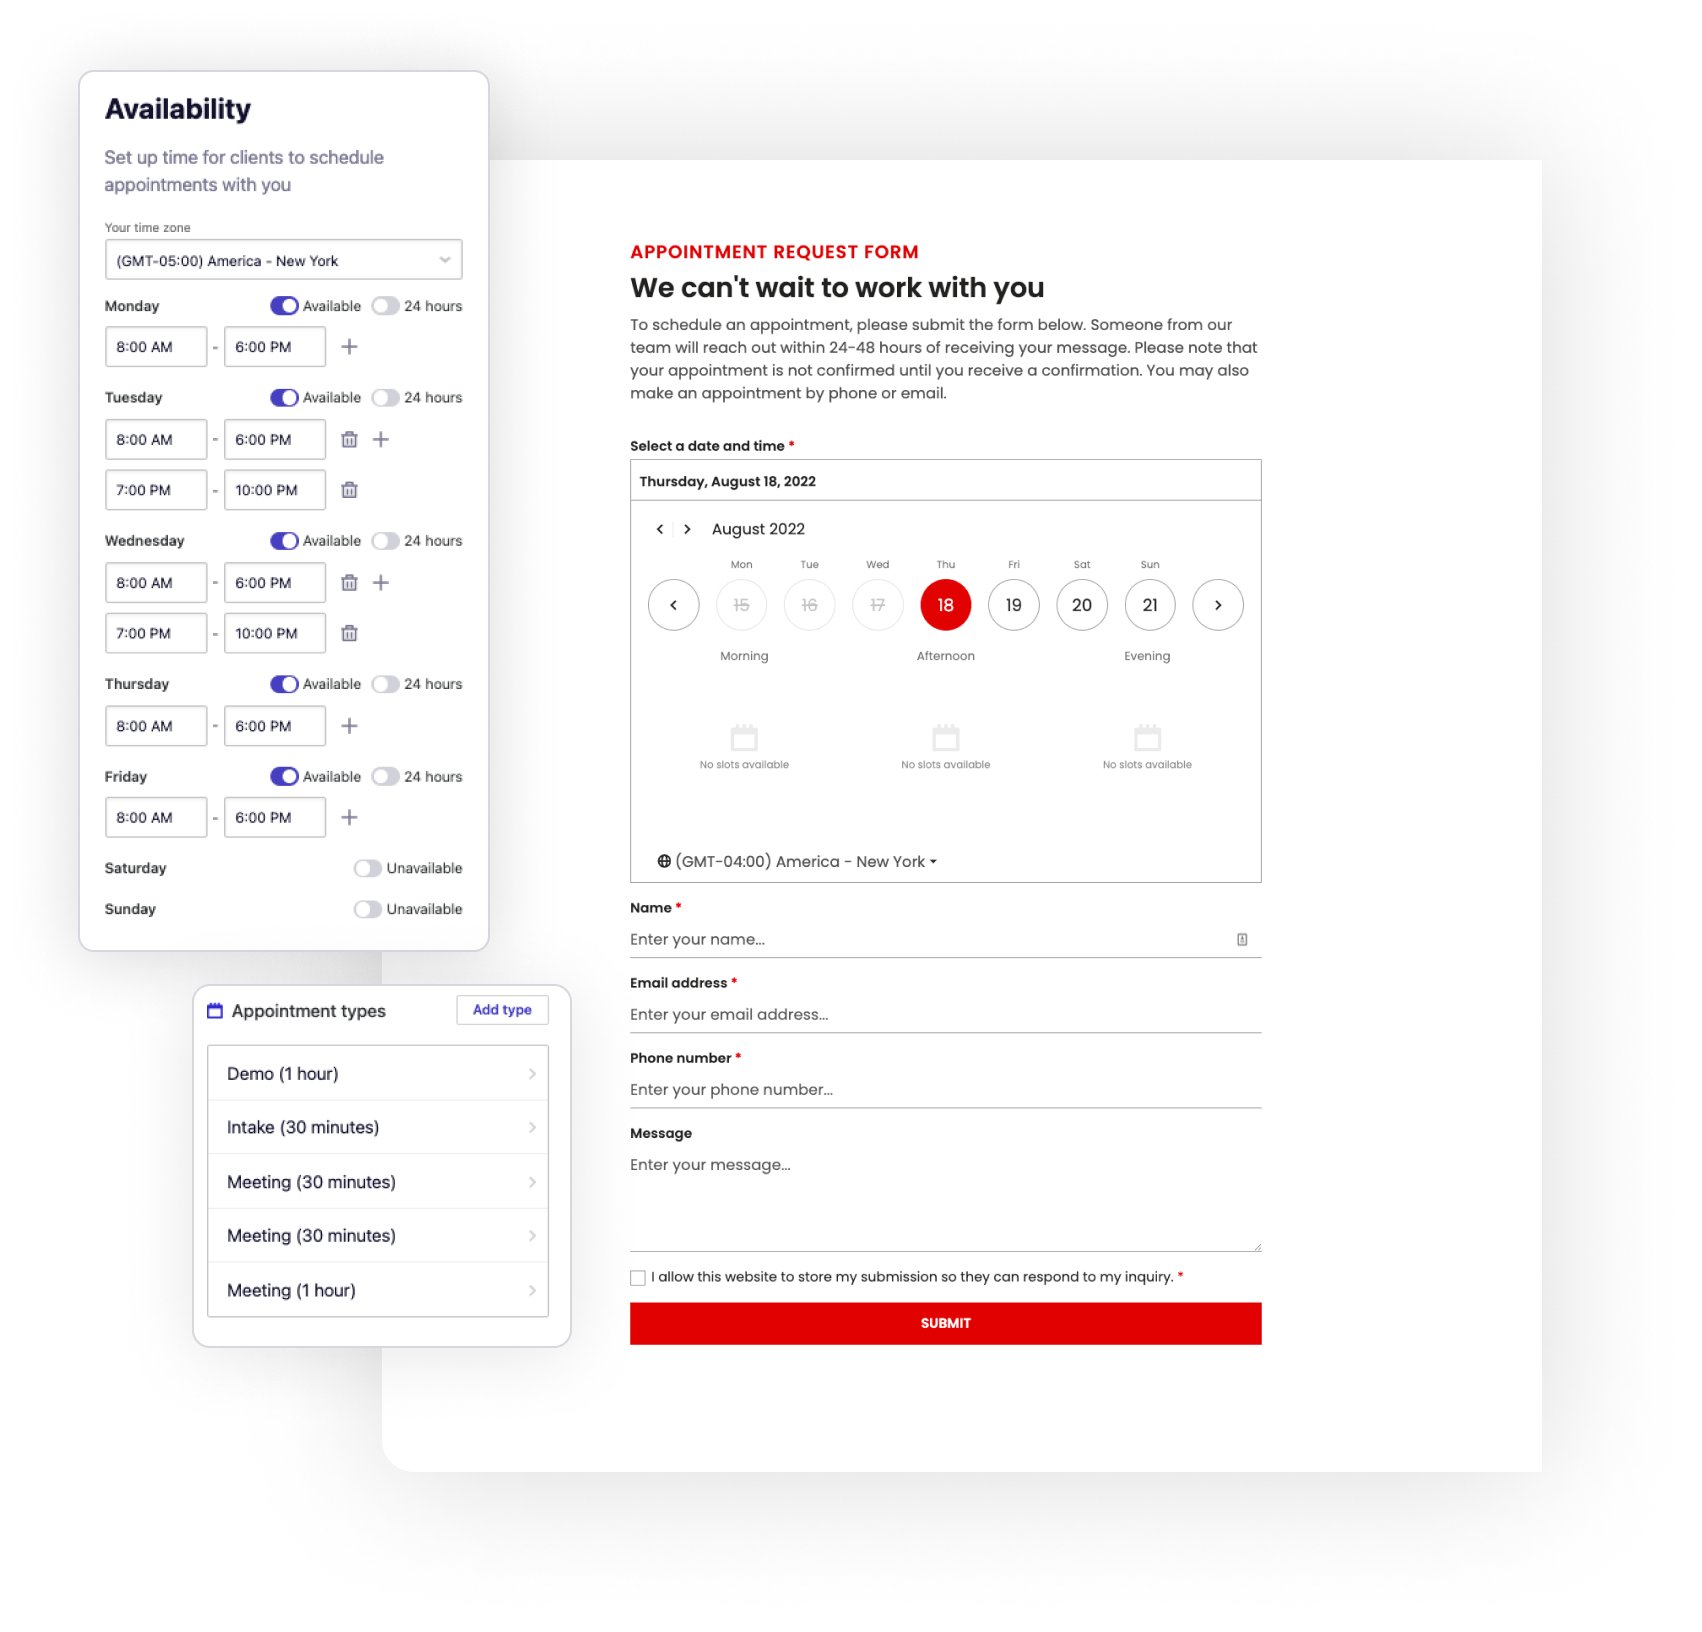 Availability
Set up time for clients to schedule
appointments with you
Your time zone
(GMT-05:00) America - New York
Monday Available 24 hours
8:00 AM - 6:00 PM
Tuesday Available 24 hours
8:00 AM - 6:00 PM
7:00 PM - 10:00 PM
Wednesday Available 24 hours
8:00 AM - 6:00 PM
7:00 PM - 10:00 PM
Thursday Available 24 hours
8:00 AM - 6:00 PM
Friday Available 24 hours
8:00 AM - 6:00 PM
Saturday Unavailable
Sunday Unavailable
Appointment types Add type
Demo (1 hour)
Intake (30 minutes)
Meeting (30 minutes)
Meeting (30 minutes)
Meeting (1 hour)
APPOINTMENT REQUEST FORM
We can't wait to work with you
To schedule an appointment, please submit the form below. Someone from our
team will reach out within 24-48 hours of receiving your message. Please note that
your appointment is not confirmed until you receive a confirmation. You may also
make an appointment by phone or email.
Select a date and time *
Thursday, August 18, 2022
August 2022
Mon Tue Wed Thu Fri Sat Sun
15 16 17 18 19 20 21
Morning Afternoon Evening
No slots available No slots available No slots available
(GMT-04:00) America - New York
Name *
Enter your name...
Email address *
Enter your email address...
Phone number *
Enter your phone number...
Message
Enter your message...
I allow this website to store my submission so they can respond to my inquiry. *
SUBMIT